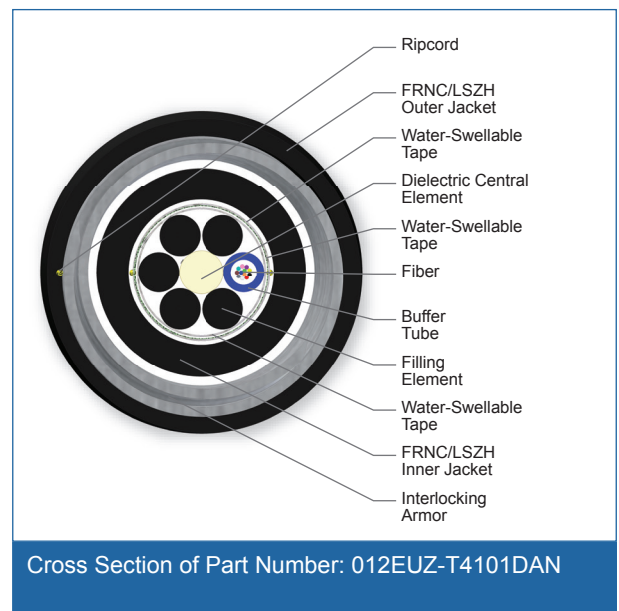 Ripcord
FRNC/LSZH
Outer Jacket
Water-Swellable
Tape
Dielectric Central
Element
Water-Swellable
Tape
Fiber
Buffer
Tube
Filling
Element
Water-Swellable
Tape
FRNC/LSZH
Inner Jacket
Interlocking
Armor
Cross Section of Part Number: 012EUZ-T4101DAN